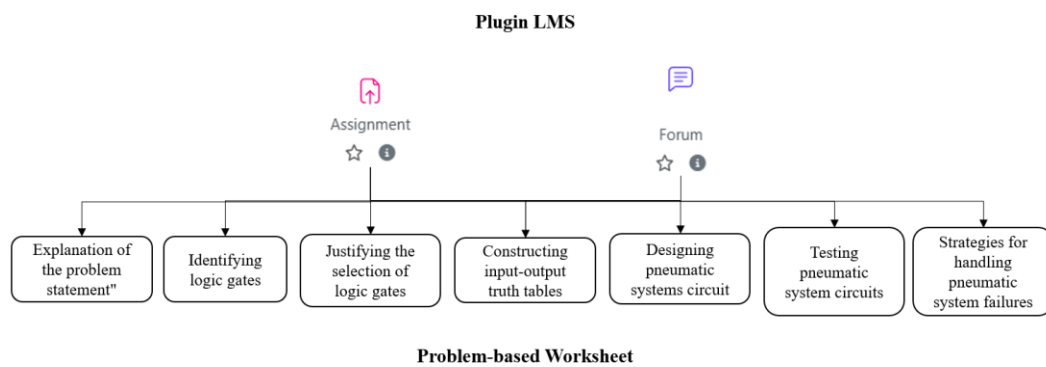 Plugin LMS
Assignment
Forum
Explanation of
the problem
statement"
Identifying
logic gates
Justifying the
selection of
logic gates
Constructing
input-output
truth tables
Designing
pneumatic
systems circuit
Testing
pneumatic
system circuits
Strategies for
handling
pneumatic
system failures
Problem-based Worksheet